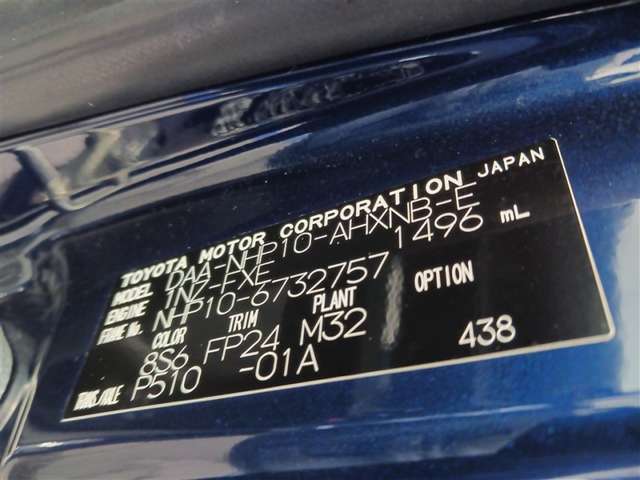 TOYOTA MOTOR CORPORATION JAPAN
MODEL DAA-NHP10-AHXNB-E
ENGINE 1NZ-FXE 1496 mL
FRAME No. NHP10-6732757
COLOR TRIM PLANT OPTION
8S6 FP24 M32 438
TRANS/AXLE P510 -01A